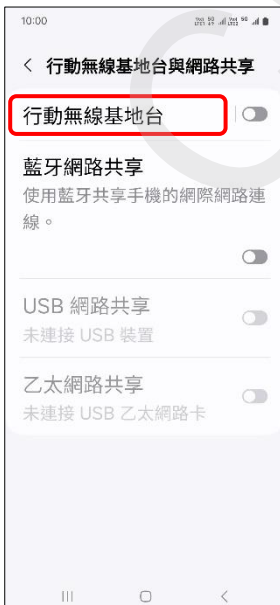 10:00
行動無線基地台與網路共享
行動無線基地台
藍牙網路共享
使用藍牙共享手機的網際網路連
線。
USB 網路共享
未連接 USB 裝置
乙太網路共享
未連接 USB 乙太網路卡